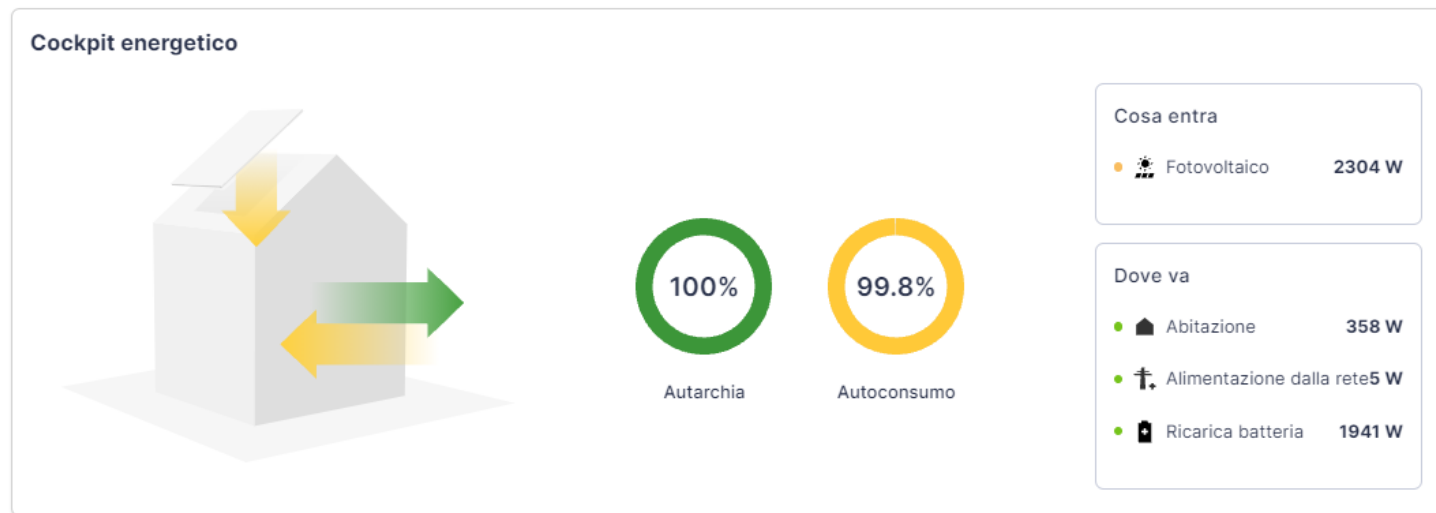 Cockpit energetico
Cosa entra
Fotovoltaico 2304 W
100%
99.8%
Autarchia
Autoconsumo
Dove va
Abitazione 358 W
Alimentazione dalla rete5 W
Ricarica batteria 1941 W